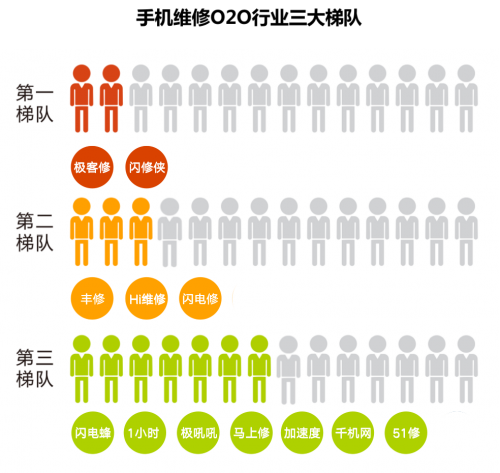 手机维修O2O行业三大梯队
第一
梯队
极客修 闪修侠
第二
梯队
丰修 Hi维修 闪电修
第三
梯队
闪电蜂 1小时 极吼吼 马上修 加速度 千机网 51修